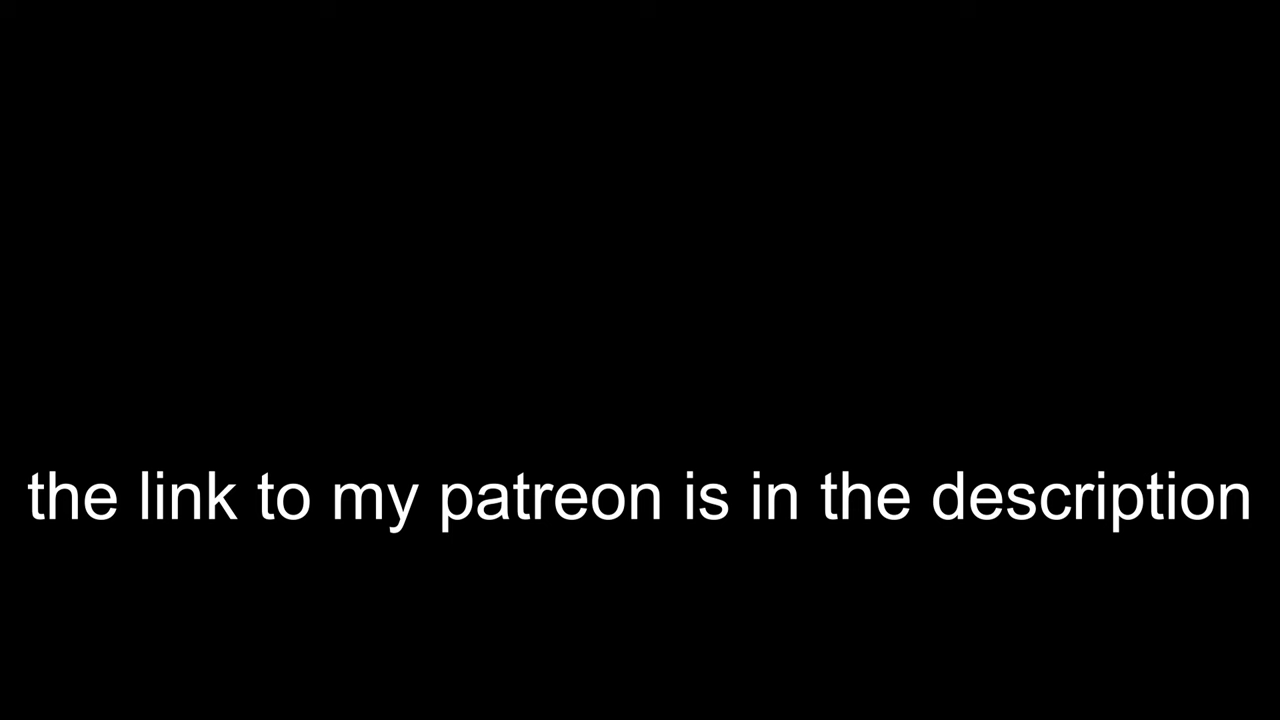 the link to my patreon is in the description